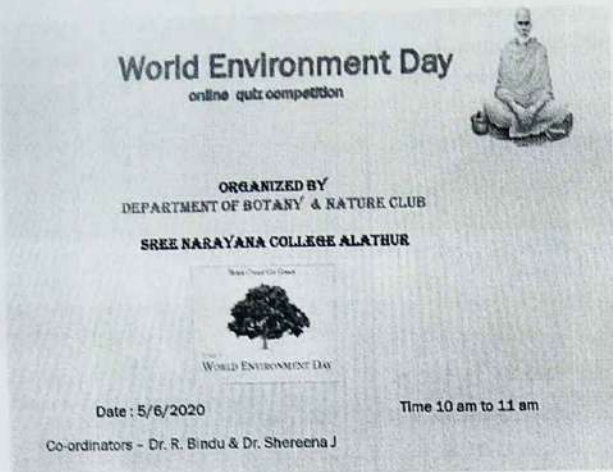 World Environment Day
online quiz competition
ORGANIZED BY
DEPARTMENT OF BOTANY & NATURE CLUB
SREE NARAYANA COLLEGE ALATHUR
WORLD ENVIRONMENT DAY
Date : 5/6/2020
Time 10 am to 11 am
Co-ordinators – Dr. R. Bindu & Dr. Shereena J